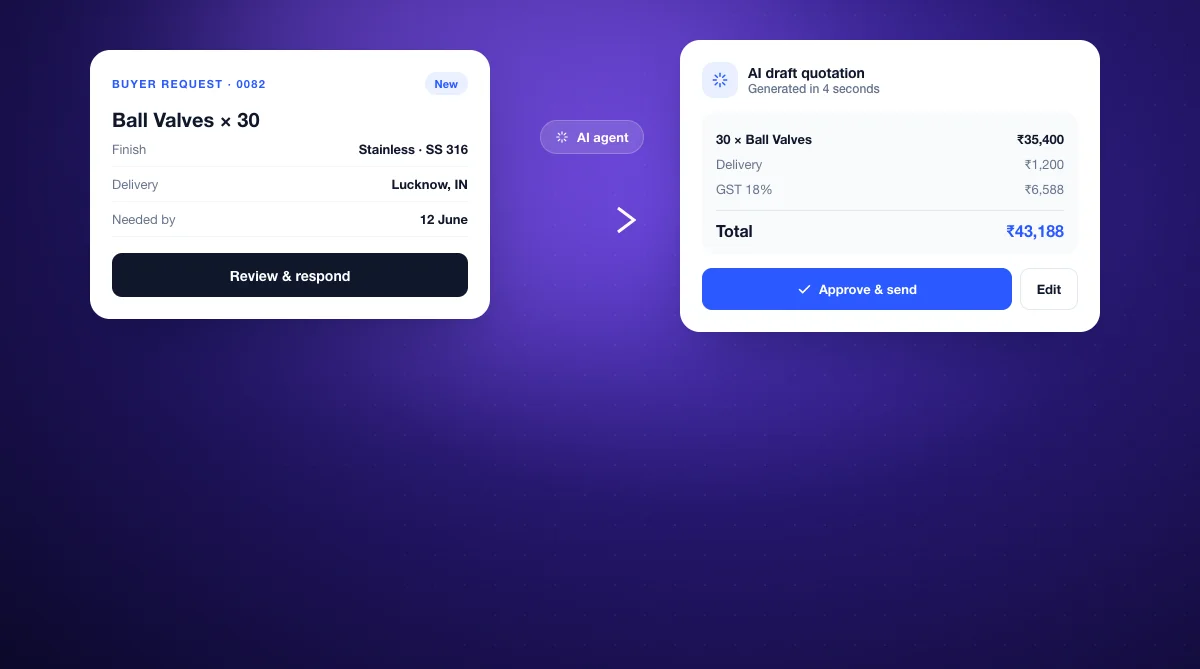 BUYER REQUEST · 0082
New
Ball Valves × 30
Finish
Stainless · SS 316
Delivery
Lucknow, IN
Needed by
12 June
Review & respond
AI agent
AI draft quotation
Generated in 4 seconds
30 × Ball Valves
₹35,400
Delivery
₹1,200
GST 18%
₹6,588
Total
₹43,188
Approve & send
Edit